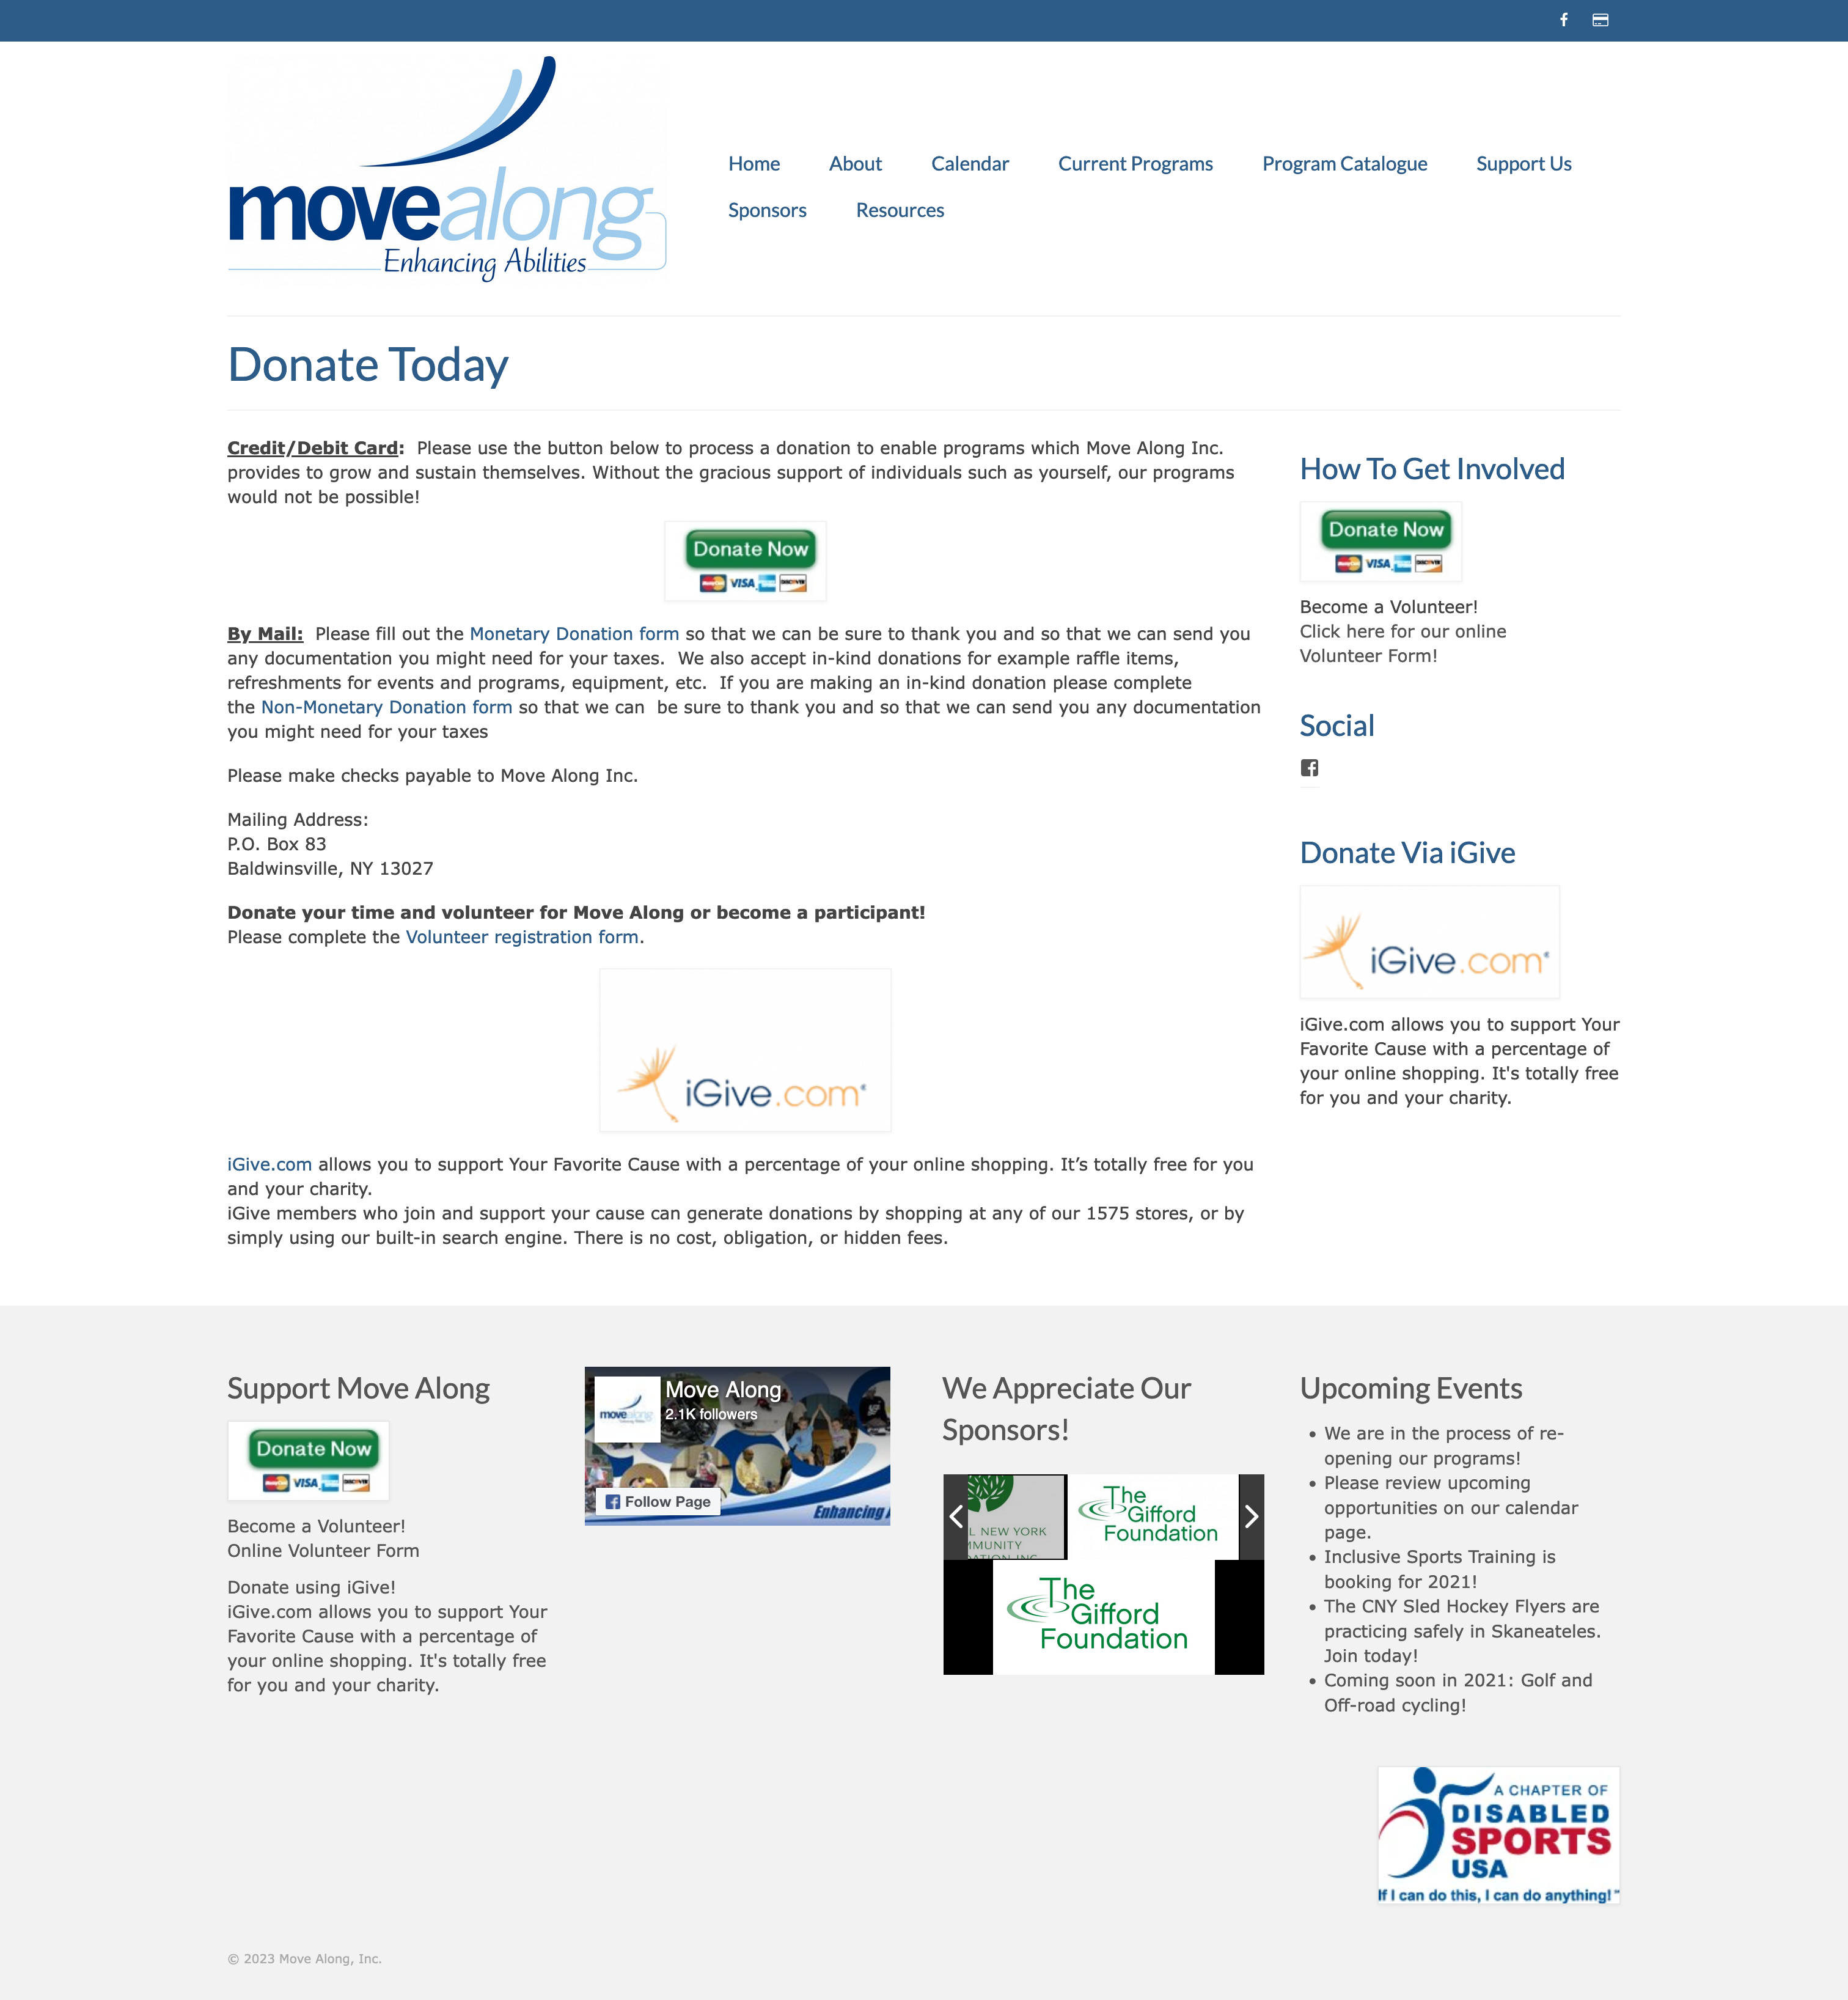 movealong
Enhancing Abilities
Home About Calendar Current Programs Program Catalogue Support Us
Sponsors Resources
Donate Today
Credit/Debit Card:  Please use the button below to process a donation to enable programs which Move Along Inc.
provides to grow and sustain themselves. Without the gracious support of individuals such as yourself, our programs
would not be possible!
Donate Now
MasterCard VISA DISCOVER
By Mail:  Please fill out the Monetary Donation form so that we can be sure to thank you and so that we can send you
any documentation you might need for your taxes.  We also accept in-kind donations for example raffle items,
refreshments for events and programs, equipment, etc.  If you are making an in-kind donation please complete
the Non-Monetary Donation form so that we can  be sure to thank you and so that we can send you any documentation
you might need for your taxes
Please make checks payable to Move Along Inc.
Mailing Address:
P.O. Box 83
Baldwinsville, NY 13027
Donate your time and volunteer for Move Along or become a participant!
Please complete the Volunteer registration form.
iGive.com
iGive.com allows you to support Your Favorite Cause with a percentage of your online shopping. It’s totally free for you
and your charity.
iGive members who join and support your cause can generate donations by shopping at any of our 1575 stores, or by
simply using our built-in search engine. There is no cost, obligation, or hidden fees.
How To Get Involved
Donate Now
MasterCard VISA DISCOVER
Become a Volunteer!
Click here for our online
Volunteer Form!
Social
Donate Via iGive
iGive.com
iGive.com allows you to support Your
Favorite Cause with a percentage of
your online shopping. It's totally free
for you and your charity.
Support Move Along
Donate Now
MasterCard VISA DISCOVER
Become a Volunteer!
Online Volunteer Form
Donate using iGive!
iGive.com allows you to support Your
Favorite Cause with a percentage of
your online shopping. It's totally free
for you and your charity.
movealong
Move Along
2.1K followers
Follow Page
Enhancing A
We Appreciate Our
Sponsors!
L NEW YORK
MMUNITY
DATION INC
The
Gifford
Foundation
The
Gifford
Foundation
Upcoming Events
• We are in the process of re-
opening our programs!
• Please review upcoming
opportunities on our calendar
page.
• Inclusive Sports Training is
booking for 2021!
• The CNY Sled Hockey Flyers are
practicing safely in Skaneateles.
Join today!
• Coming soon in 2021: Golf and
Off-road cycling!
A CHAPTER OF
DISABLED
SPORTS
USA
If I can do this, I can do anything!™
© 2023 Move Along, Inc.